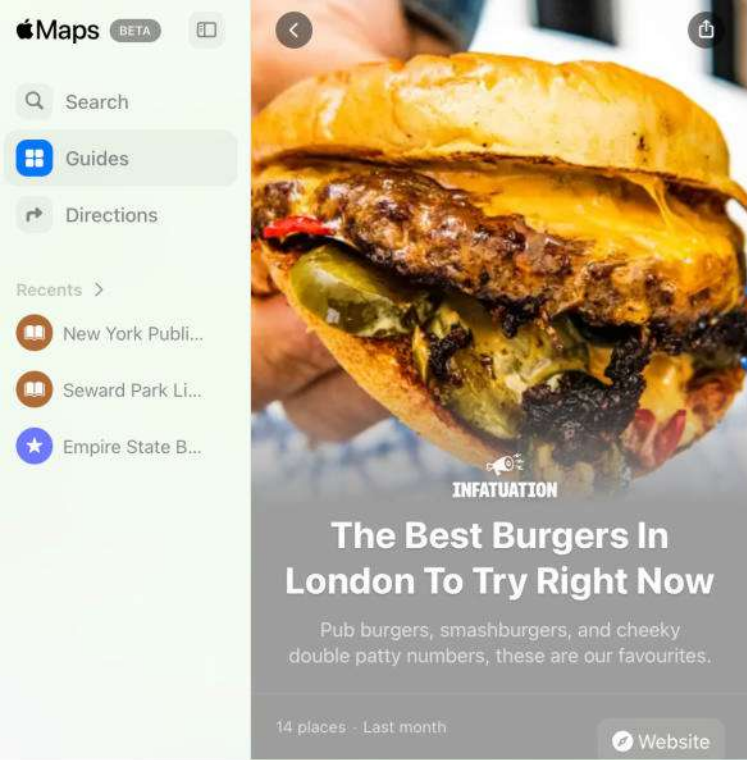 Maps BETA
Search
Guides
Directions
Recents
New York Publi...
Seward Park Li...
Empire State B...
INFATUATION
The Best Burgers In
London To Try Right Now
Pub burgers, smashburgers, and cheeky
double patty numbers, these are our favourites.
14 places · Last month
Website